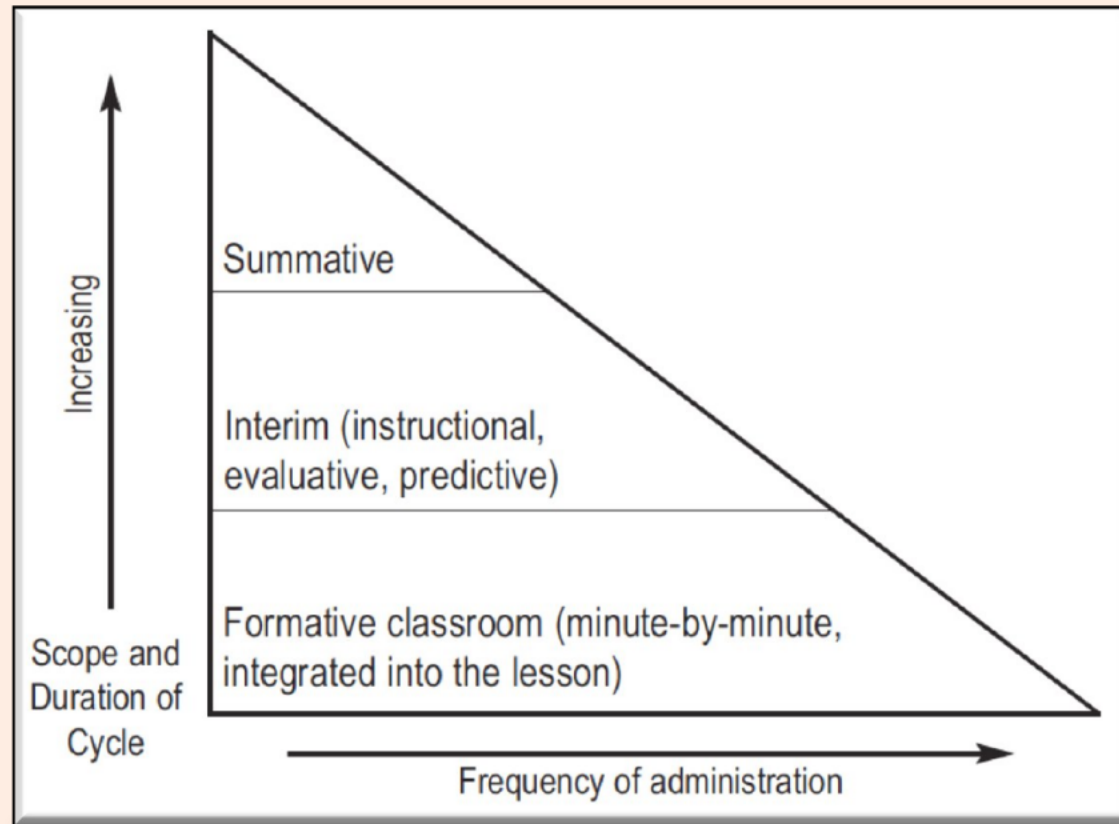 Summative
Increasing
Interim (instructional,
evaluative, predictive)
Formative classroom (minute-by-minute,
integrated into the lesson)
Scope and
Duration of
Cycle
Frequency of administration